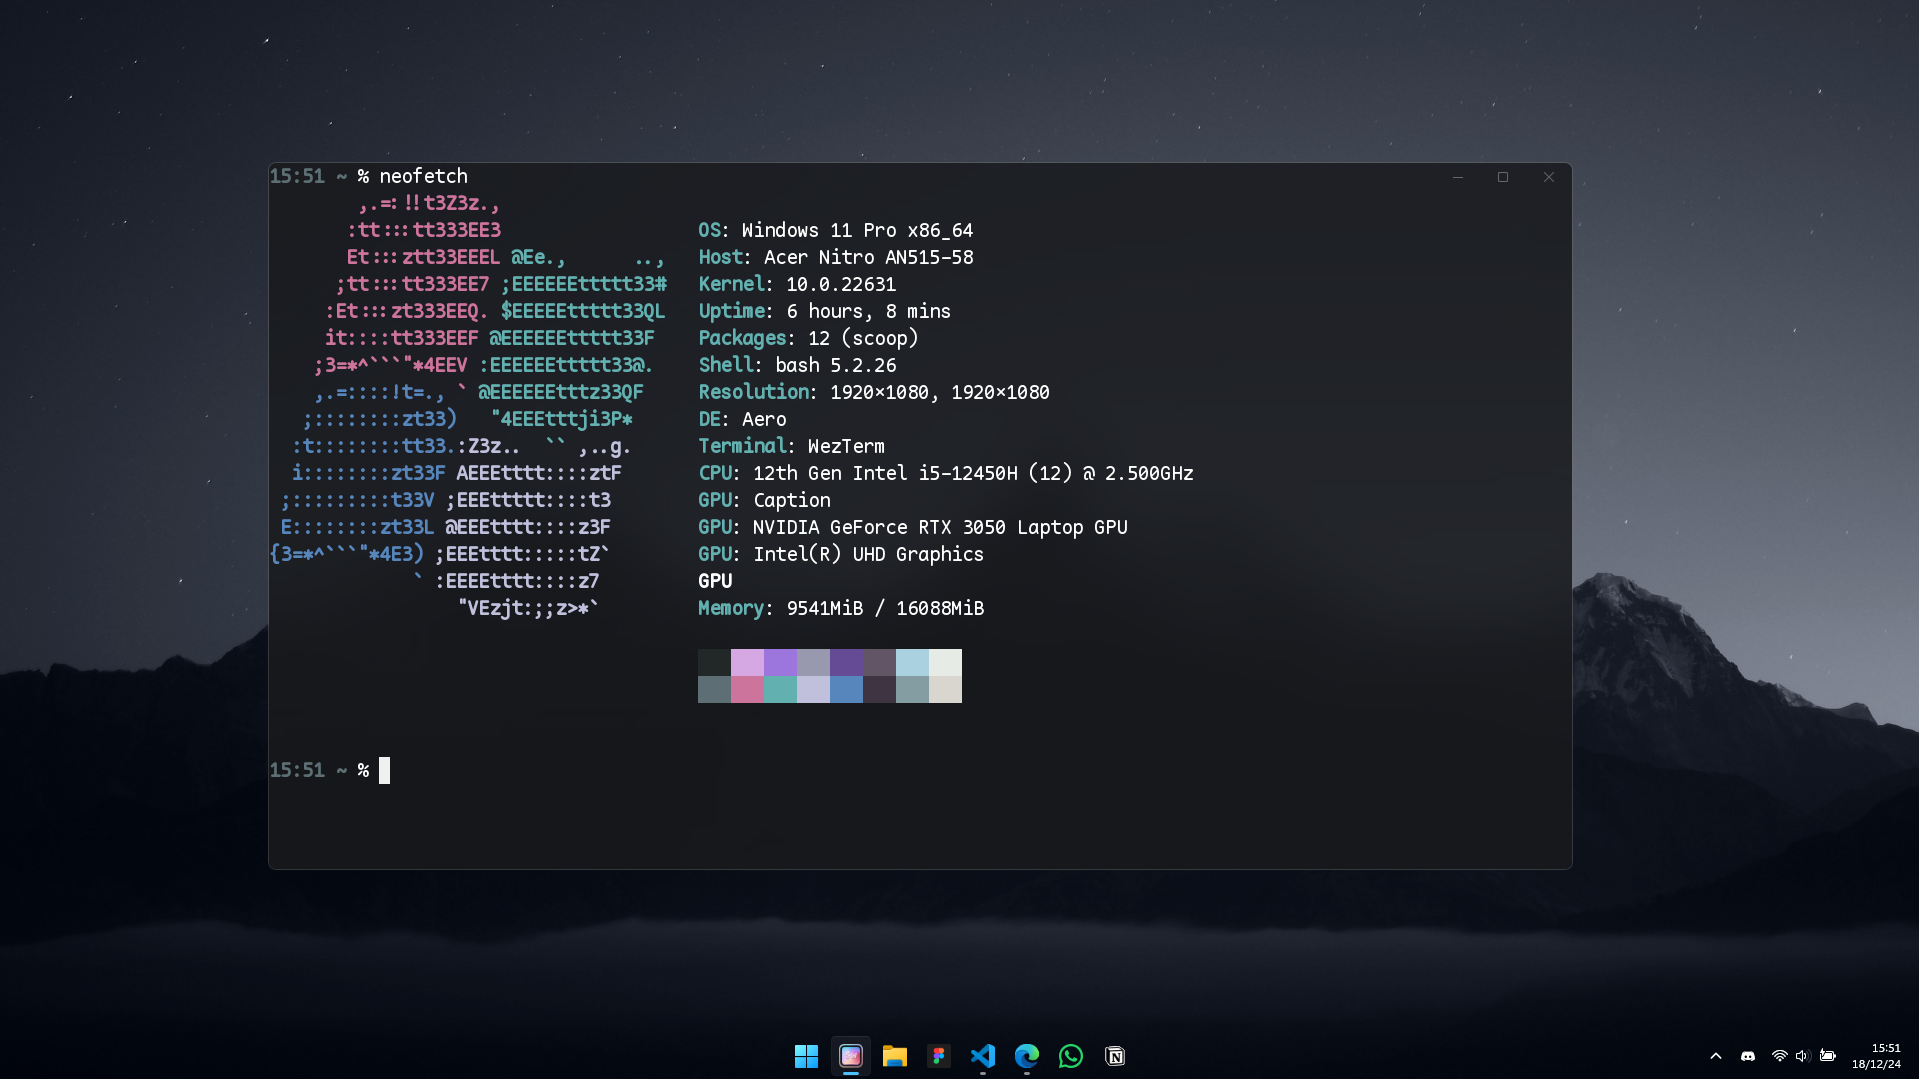 15:51 ~ % neofetch
,.=:!!t3Z3z.,
:tt:::tt333EE3
OS: Windows 11 Pro x86_64
Et:::ztt33EEEL @Ee.,      ..,
Host: Acer Nitro AN515-58
;tt:::tt333EE7 ;EEEEEEttttt33#
Kernel: 10.0.22631
:Et:::zt333EEQ. $EEEEEttttt33QL
Uptime: 6 hours, 8 mins
it::::tt333EEF @EEEEEEttttt33F
Packages: 12 (scoop)
;3=*^```"*4EEV :EEEEEEttttt33@.
Shell: bash 5.2.26
,.=::::!t=., ` @EEEEEEtttz33QF
Resolution: 1920×1080, 1920×1080
;::::::::zt33)   "4EEEtttji3P*
DE: Aero
:t::::::::tt33.:Z3z..  `` ,..g.
Terminal: WezTerm
i::::::::zt33F AEEEtttt::::ztF
CPU: 12th Gen Intel i5-12450H (12) @ 2.500GHz
;:::::::::t33V ;EEEttttt::::t3
GPU: Caption
E::::::::zt33L @EEEtttt::::z3F
GPU: NVIDIA GeForce RTX 3050 Laptop GPU
{3=*^```"*4E3) ;EEEtttt:::::tZ`
GPU: Intel(R) UHD Graphics
` :EEEEtttt::::z7
GPU
"VEzjt:;;z>*`
Memory: 9541MiB / 16088MiB
15:51 ~ %
15:51
18/12/24